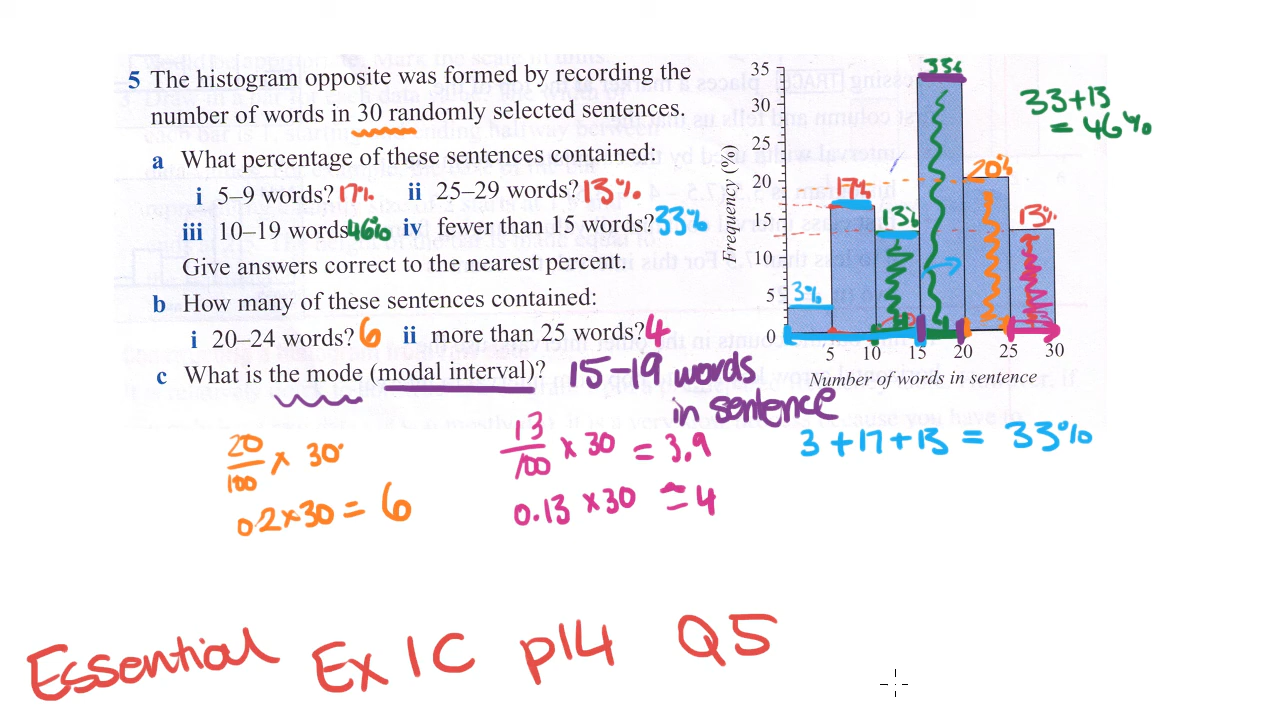 5 The histogram opposite was formed by recording the
number of words in 30 randomly selected sentences.
a What percentage of these sentences contained:
i 5–9 words? 17% ii 25–29 words? 13%
iii 10–19 words 46% iv fewer than 15 words? 33%
Give answers correct to the nearest percent.
b How many of these sentences contained:
i 20–24 words? 6 ii more than 25 words? 4
c What is the mode (modal interval)? 15-19 words
in sentence
20/100 × 30
0.2×30 = 6
13/100 × 30 = 3.9
0.13 ×30 ≃ 4
Frequency (%)
35
30
25
20
15
10
5
0
3%
17%
13%
20%
13%
5 10 15 20 25 30
Number of words in sentence
33+13
= 46%
3+17+13 = 33%
Essential Ex 1C p14 Q5